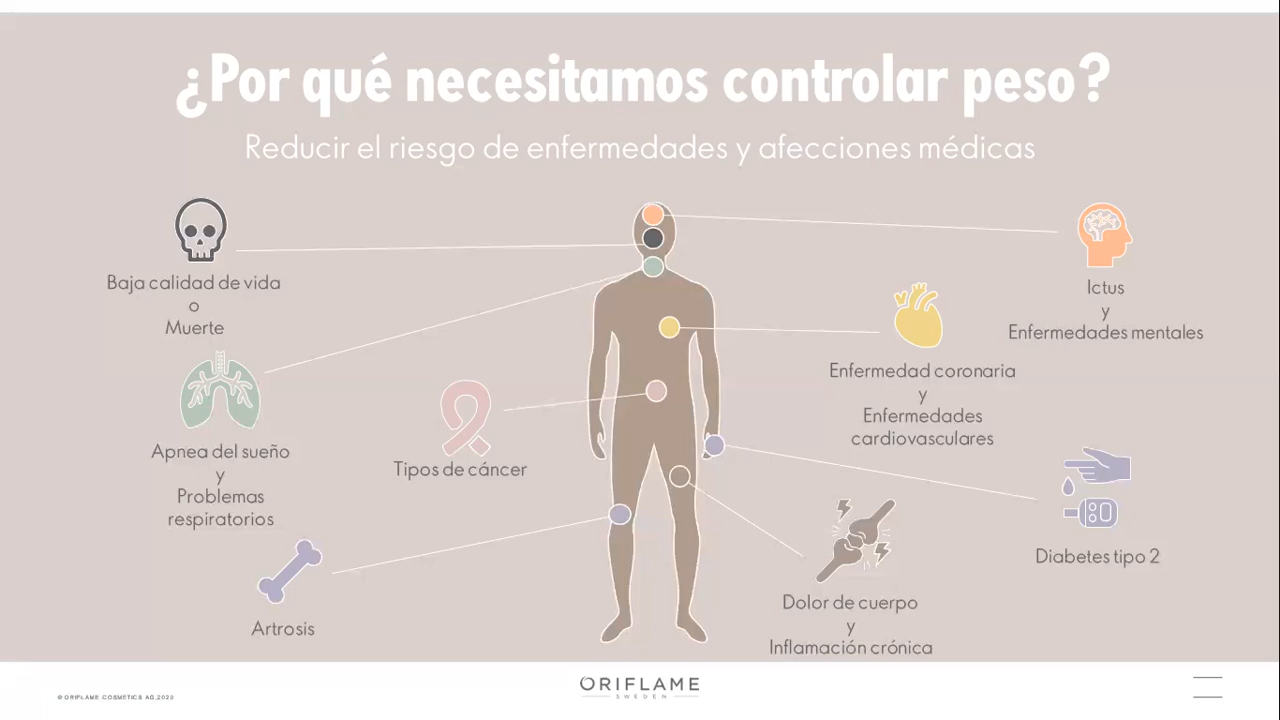 ¿Por qué necesitamos controlar peso?
Reducir el riesgo de enfermedades y afecciones médicas
Baja calidad de vida
o
Muerte
Ictus
y
Enfermedades mentales
Enfermedad coronaria
y
Enfermedades
cardiovasculares
Apnea del sueño
y
Problemas
respiratorios
Tipos de cáncer
Diabetes tipo 2
Artrosis
Dolor de cuerpo
y
Inflamación crónica
© ORIFLAME COSMETICS AG,2020
ORIFLAME
SWEDEN